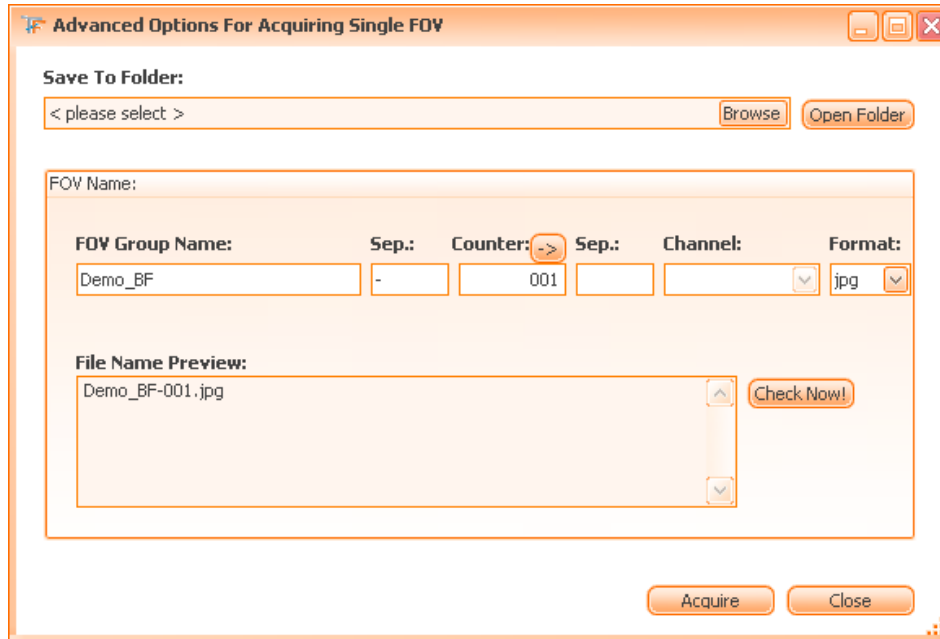 Advanced Options For Acquiring Single FOV
Save To Folder:
< please select > Browse Open Folder
FOV Name:
FOV Group Name: Sep.: Counter: -> Sep.: Channel: Format:
Demo_BF - 001 jpg
File Name Preview:
Demo_BF-001.jpg Check Now!
Acquire Close